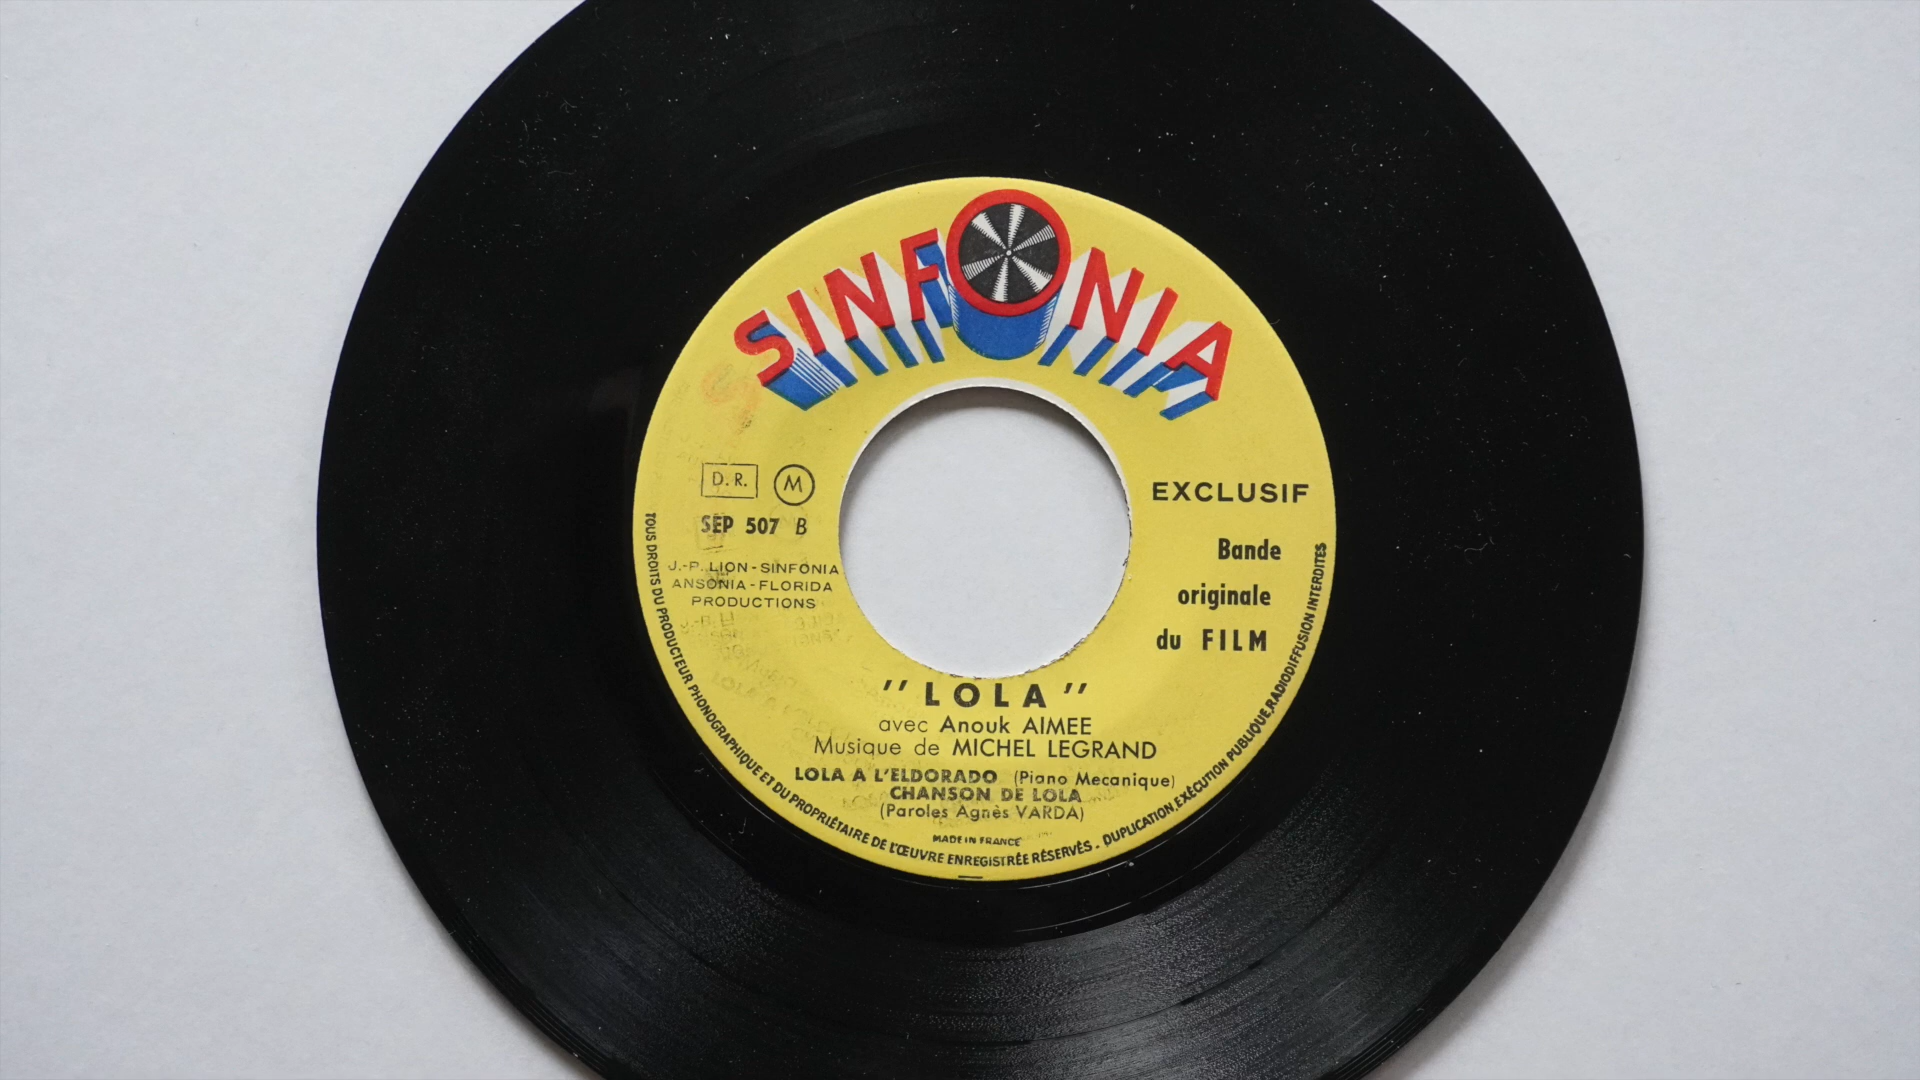 SINFONIA
D. R. M
SEP 507 B
J.-P. LION - SINFONIA
ANSONIA - FLORIDA
PRODUCTIONS
EXCLUSIF
Bande
originale
du FILM
"LOLA"
avec Anouk AIMEE
Musique de MICHEL LEGRAND
LOLA A L'ELDORADO (Piano Mecanique)
CHANSON DE LOLA
(Paroles Agnès VARDA)
MADE IN FRANCE
TOUS DROITS DU PRODUCTEUR PHONOGRAPHIQUE ET DU PROPRIÉTAIRE DE L'ŒUVRE ENREGISTRÉE RÉSERVÉS. DUPLICATION, EXÉCUTION PUBLIQUE, RADIODIFFUSION INTERDITES